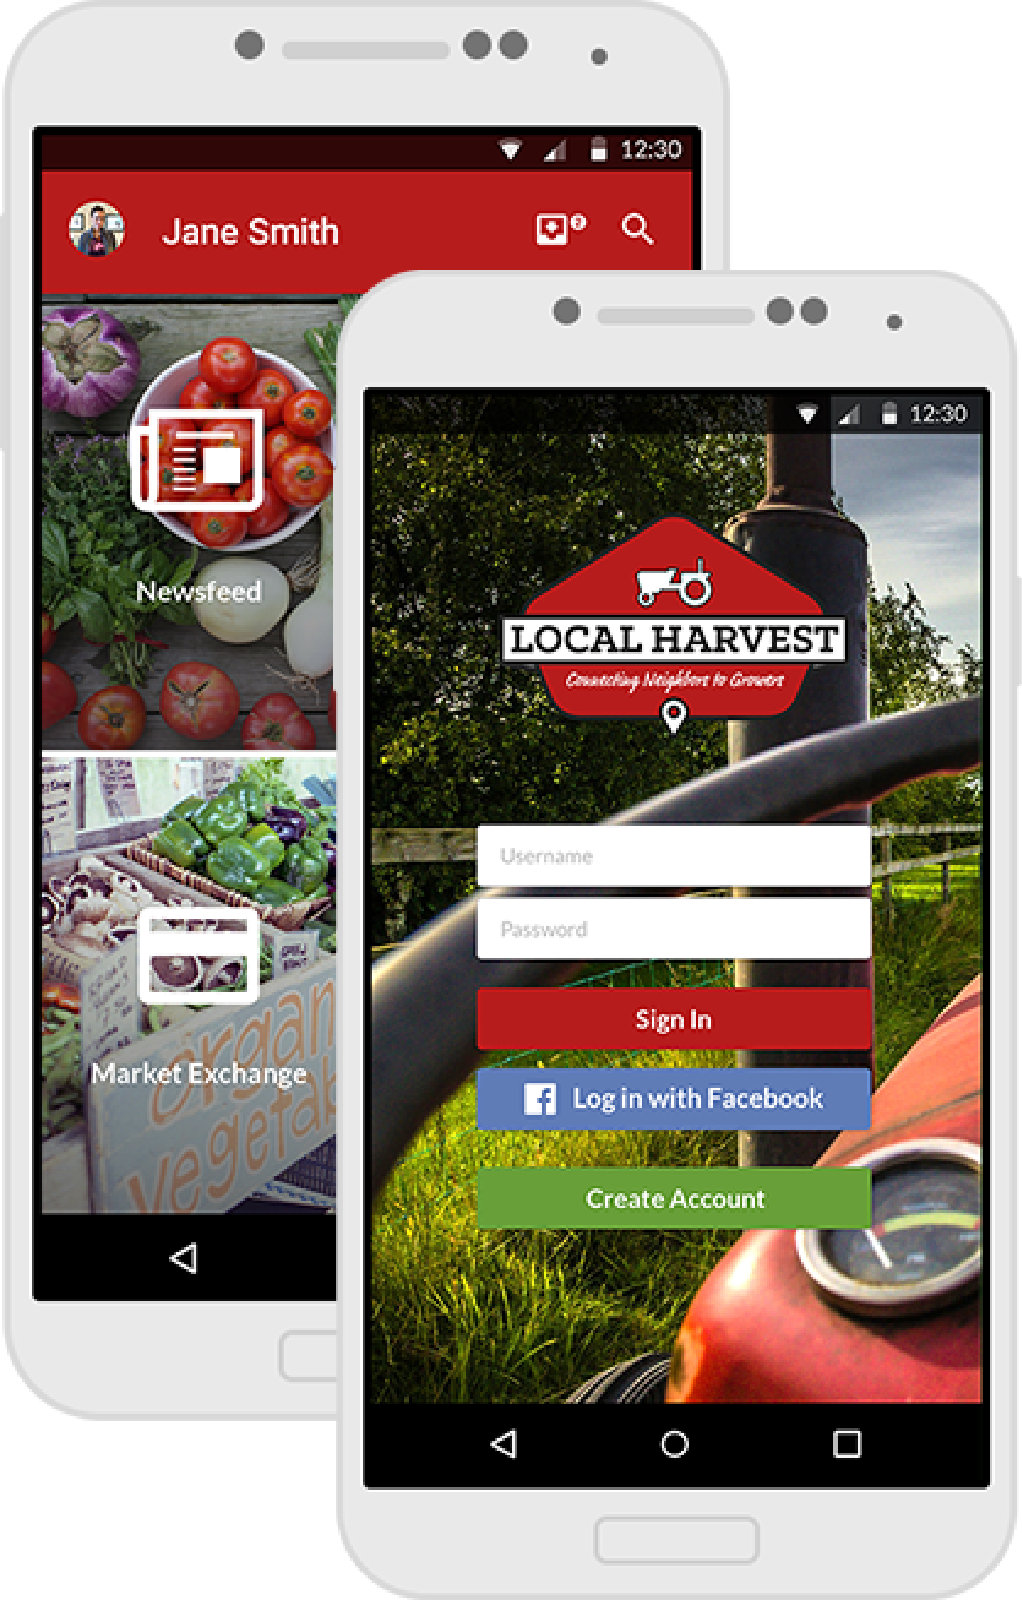 12:30
Jane Smith
Newsfeed
organ
vegetab
Market Exchange
12:30
LOCAL HARVEST
Connecting Neighbors to Growers
Username
Password
Sign In
Log in with Facebook
Create Account